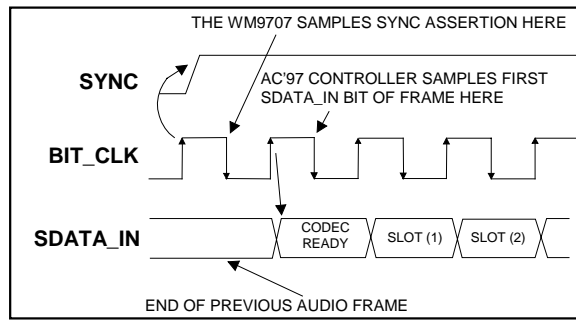 THE WM9707 SAMPLES SYNC ASSERTION HERE
SYNC
AC'97 CONTROLLER SAMPLES FIRST
SDATA_IN BIT OF FRAME HERE
BIT_CLK
SDATA_IN
CODEC
READY
SLOT (1)
SLOT (2)
END OF PREVIOUS AUDIO FRAME